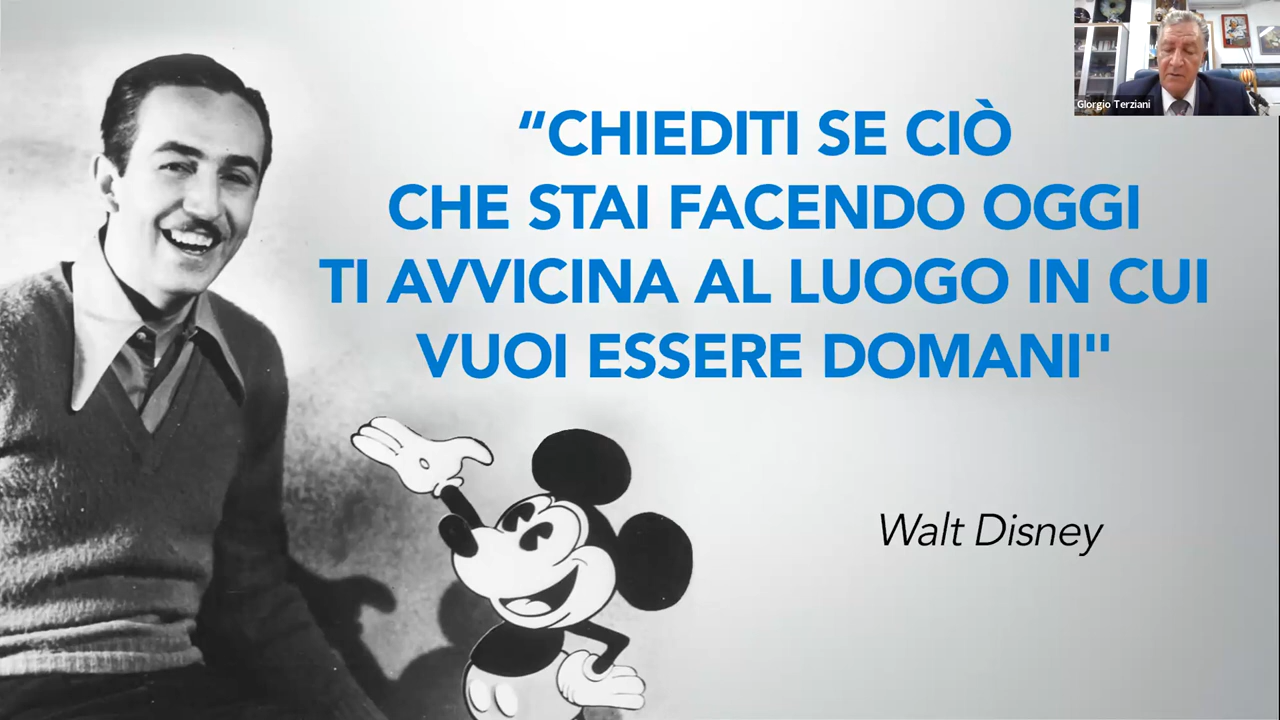 Glorgio Terziani
“CHIEDITI SE CIÒ
CHE STAI FACENDO OGGI
TI AVVICINA AL LUOGO IN CUI
VUOI ESSERE DOMANI"
Walt Disney